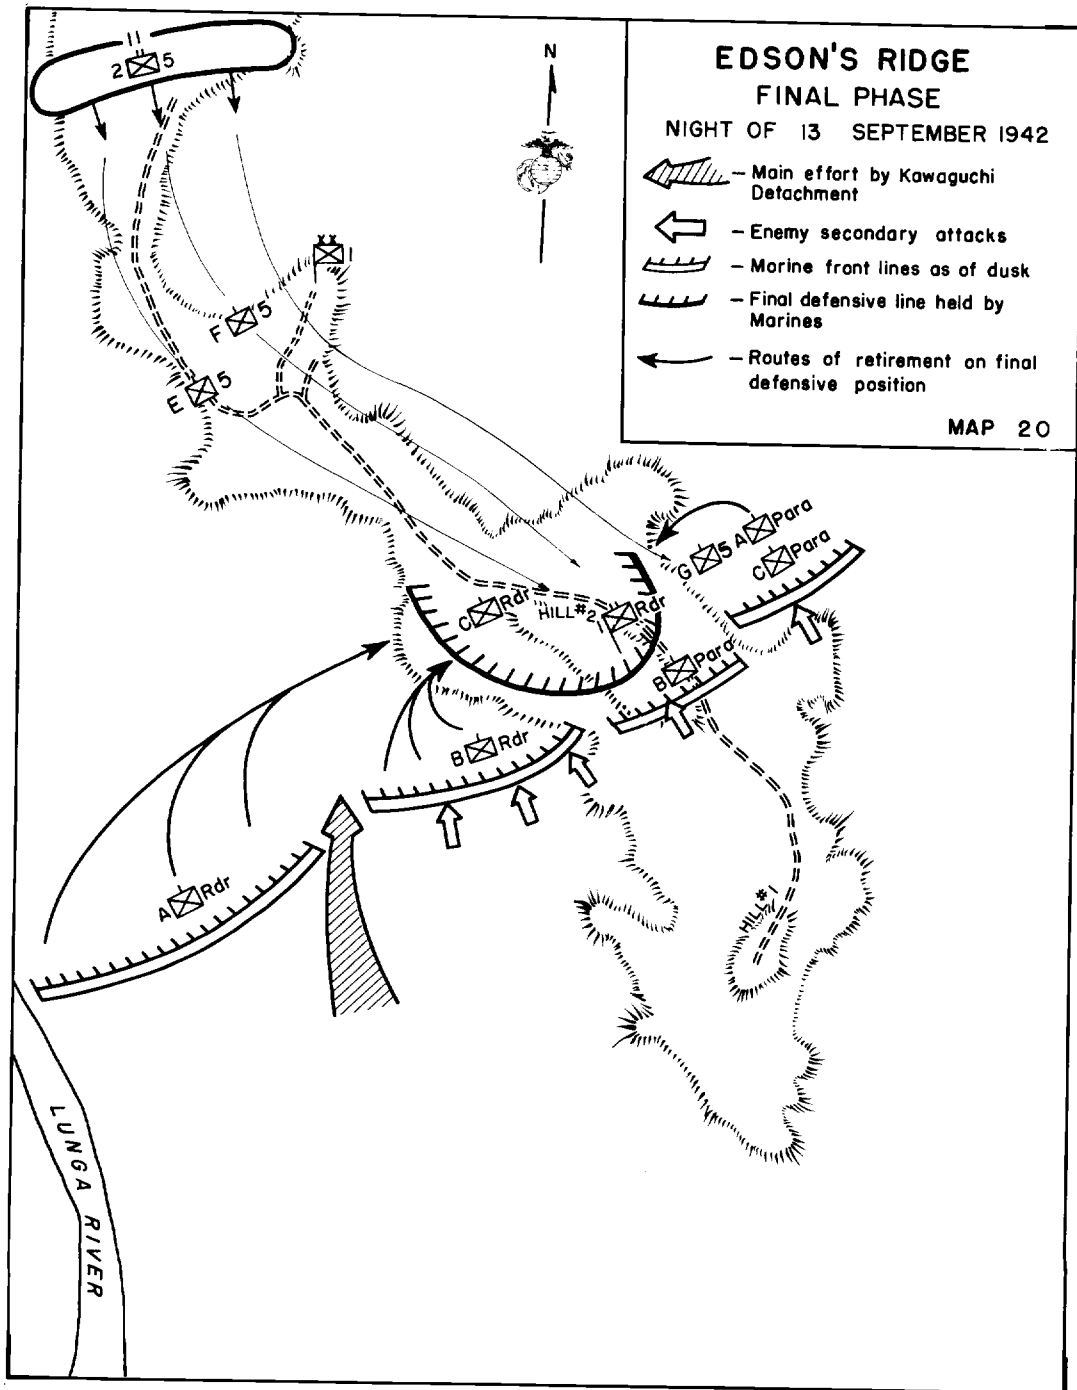 EDSON'S RIDGE
FINAL PHASE
NIGHT OF 13 SEPTEMBER 1942
– Main effort by Kawaguchi
Detachment
– Enemy secondary attacks
– Marine front lines as of dusk
– Final defensive line held by
Marines
– Routes of retirement on final
defensive position
MAP 20
N
II
2 5
XX
1
F 5
E 5
A Para
G 5
C Para
C Rdr
HILL #2
Rdr
B Para
B Rdr
A Rdr
HILL #1
LUNGA RIVER